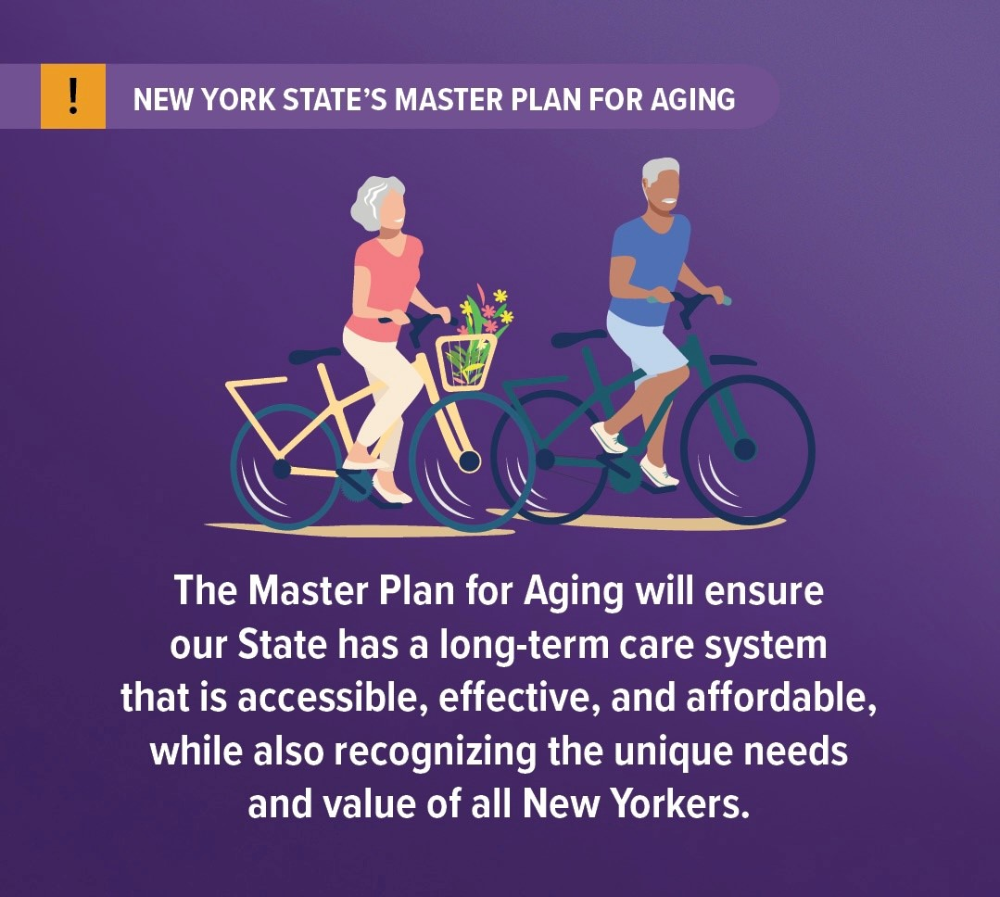 !
NEW YORK STATE’S MASTER PLAN FOR AGING
The Master Plan for Aging will ensure
our State has a long-term care system
that is accessible, effective, and affordable,
while also recognizing the unique needs
and value of all New Yorkers.